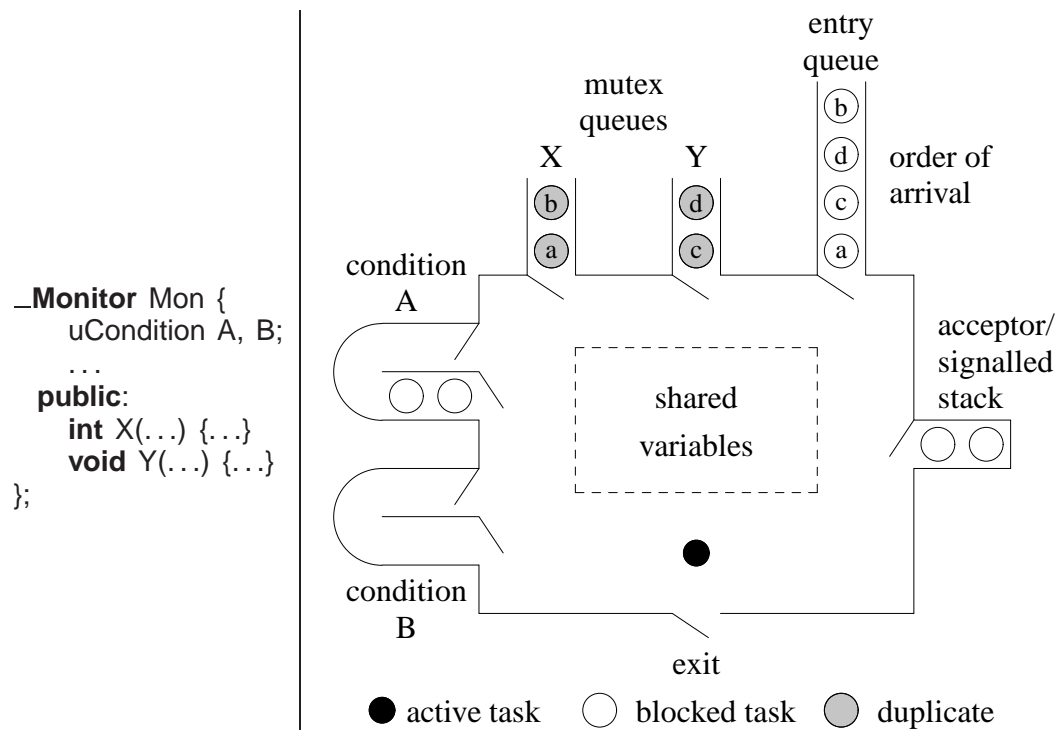 _Monitor Mon {
uCondition A, B;
...
public:
int X(...) {...}
void Y(...) {...}
};
entry
queue
mutex
queues
X
Y
b
d
c
a
order of
arrival
b
a
d
c
condition
A
shared
variables
acceptor/
signalled
stack
condition
B
exit
active task
blocked task
duplicate